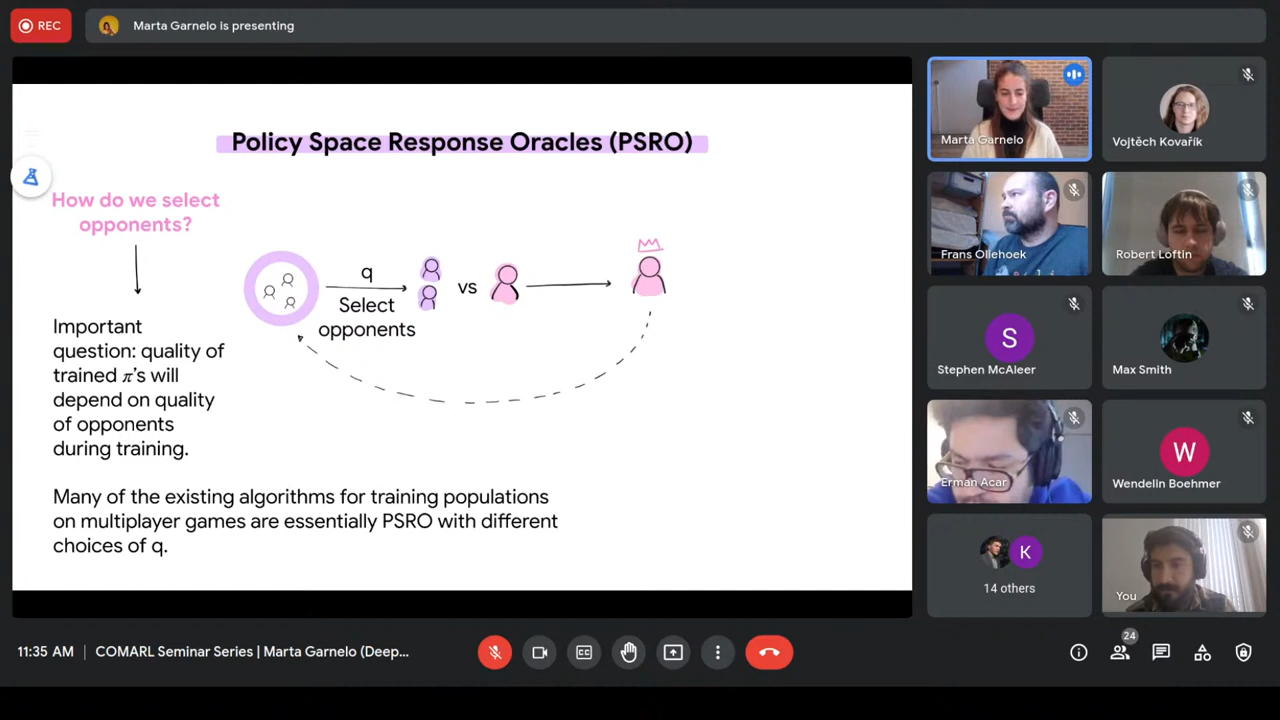 REC
Marta Garnelo is presenting
Policy Space Response Oracles (PSRO)
How do we select
opponents?
Important
question: quality of
trained π's will
depend on quality
of opponents
during training.
q
Select
opponents
vs
Many of the existing algorithms for training populations
on multiplayer games are essentially PSRO with different
choices of q.
Marta Garnelo
Vojtěch Kovařík
Frans Oliehoek
Robert Loftin
S
Stephen McAleer
Max Smith
Erman Acar
W
Wendelin Boehmer
K
14 others
You
11:35 AM
COMARL Seminar Series | Marta Garnelo (Deep...
24